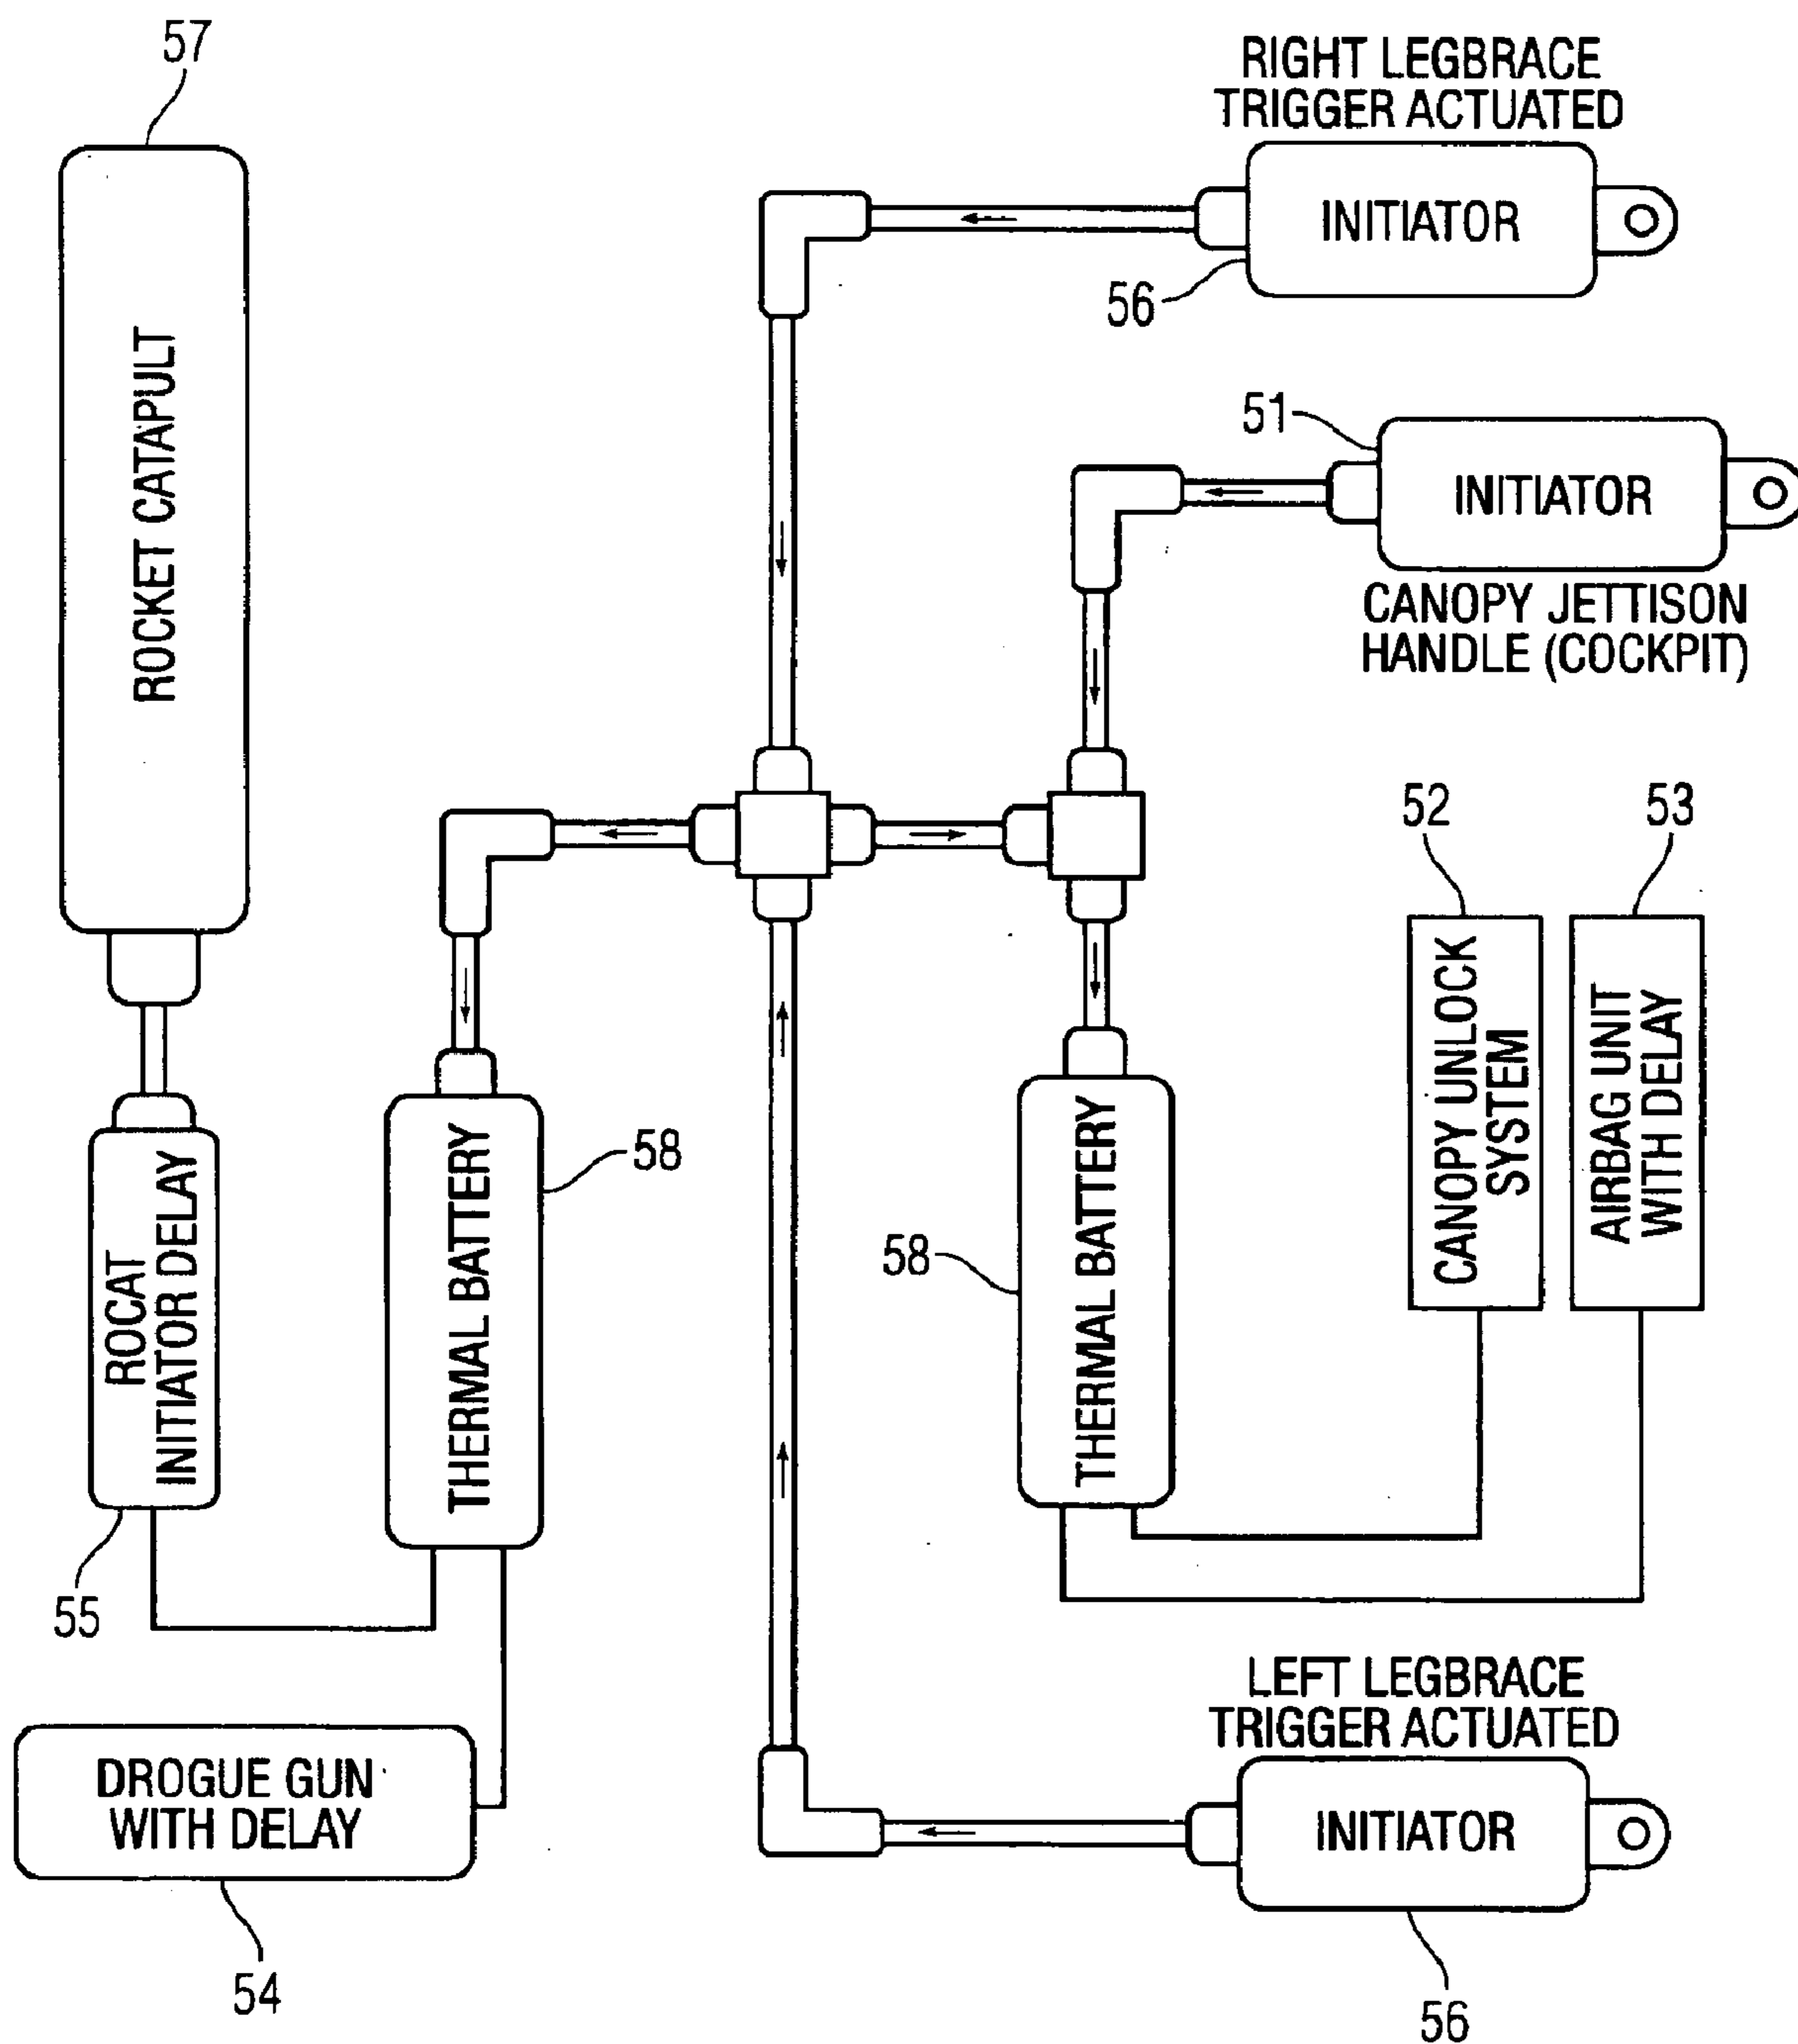 57
RIGHT LEGBRACE
TRIGGER ACTUATED
INITIATOR
56
ROCKET CATAPULT
51
INITIATOR
CANOPY JETTISON
HANDLE (COCKPIT)
52
53
CANOPY UNLOCK
SYSTEM
AIRBAG UNIT
WITH DELAY
ROCAT
INITIATOR DELAY
THERMAL BATTERY
58
THERMAL BATTERY
58
55
LEFT LEGBRACE
TRIGGER ACTUATED
INITIATOR
DROGUE GUN
WITH DELAY
54
56